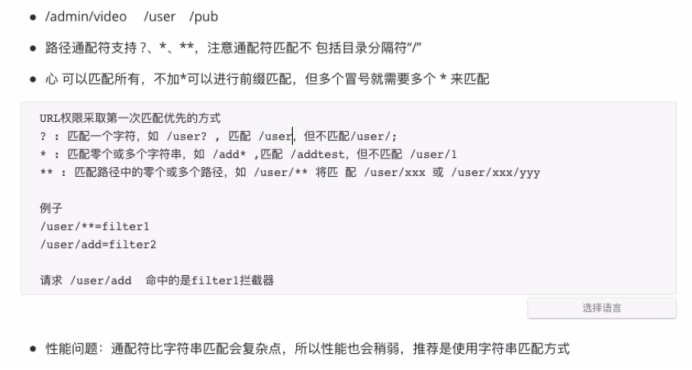 /admin/video /user /pub
路径通配符支持 ?、*、**，注意通配符匹配不 包括目录分隔符“/”
心 可以匹配所有，不加*可以进行前缀匹配，但多个冒号就需要多个 * 来匹配
URL权限采取第一次匹配优先的方式
? : 匹配一个字符，如 /user? , 匹配 /user，但不匹配/user/;
* : 匹配零个或多个字符串，如 /add* ,匹配 /addtest，但不匹配 /user/1
** : 匹配路径中的零个或多个路径，如 /user/** 将匹 配 /user/xxx 或 /user/xxx/yyy
例子
/user/**=filter1
/user/add=filter2
请求 /user/add 命中的是filter1拦截器
选择语言
性能问题：通配符比字符串匹配会复杂点，所以性能也会稍弱，推荐是使用字符串匹配方式